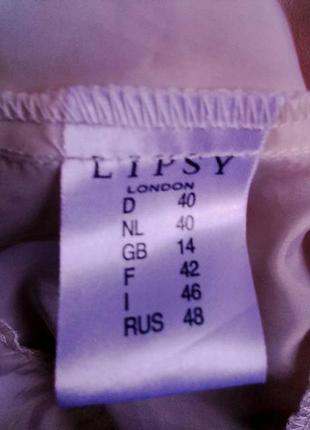 LIPSY
LONDON
D 40
NL 40
GB 14
F 42
I 46
RUS 48